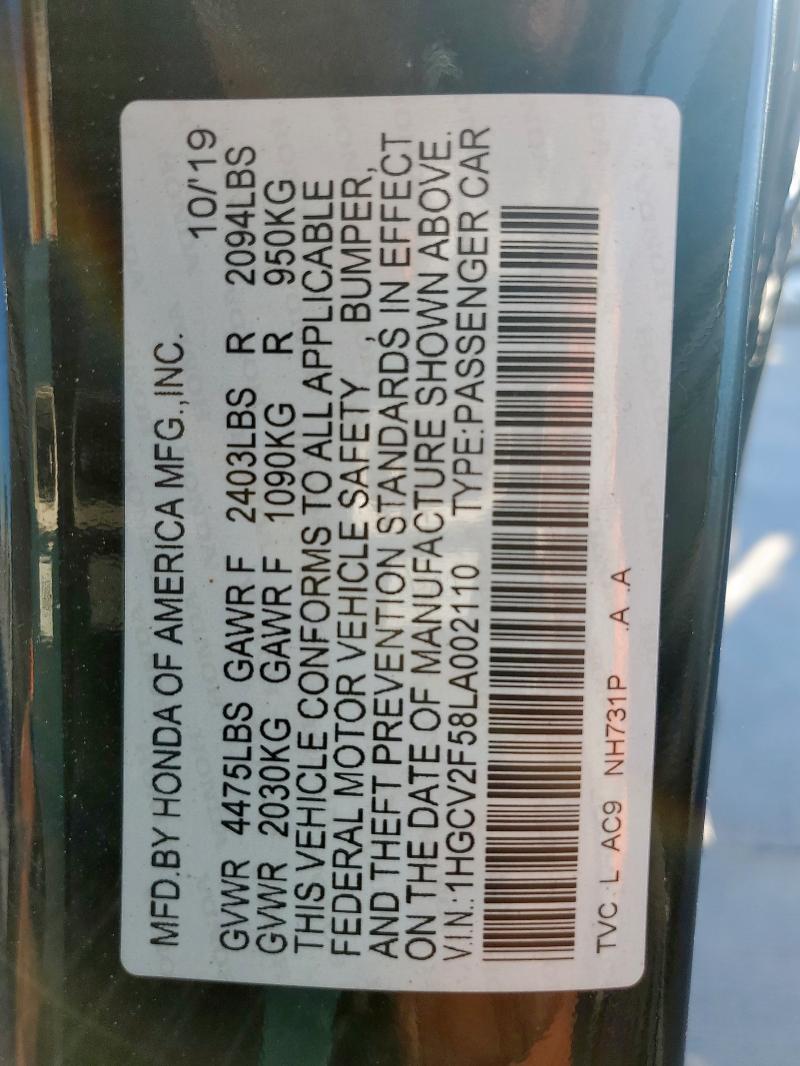 MFD.BY HONDA OF AMERICA MFG.,INC. 10/'19
GVWR 4475LBS GAWR F 2403LBS R 2094LBS
GVWR 2030KG GAWR F 1090KG R 950KG
THIS VEHICLE CONFORMS TO ALL APPLICABLE
FEDERAL MOTOR VEHICLE SAFETY , BUMPER,
AND THEFT PREVENTION STANDARDS IN EFFECT
ON THE DATE OF MANUFACTURE SHOWN ABOVE.
V.I.N.:1HGCV2F58LA002110 TYPE:PASSENGER CAR
TVC L AC9 NH731P .A .A